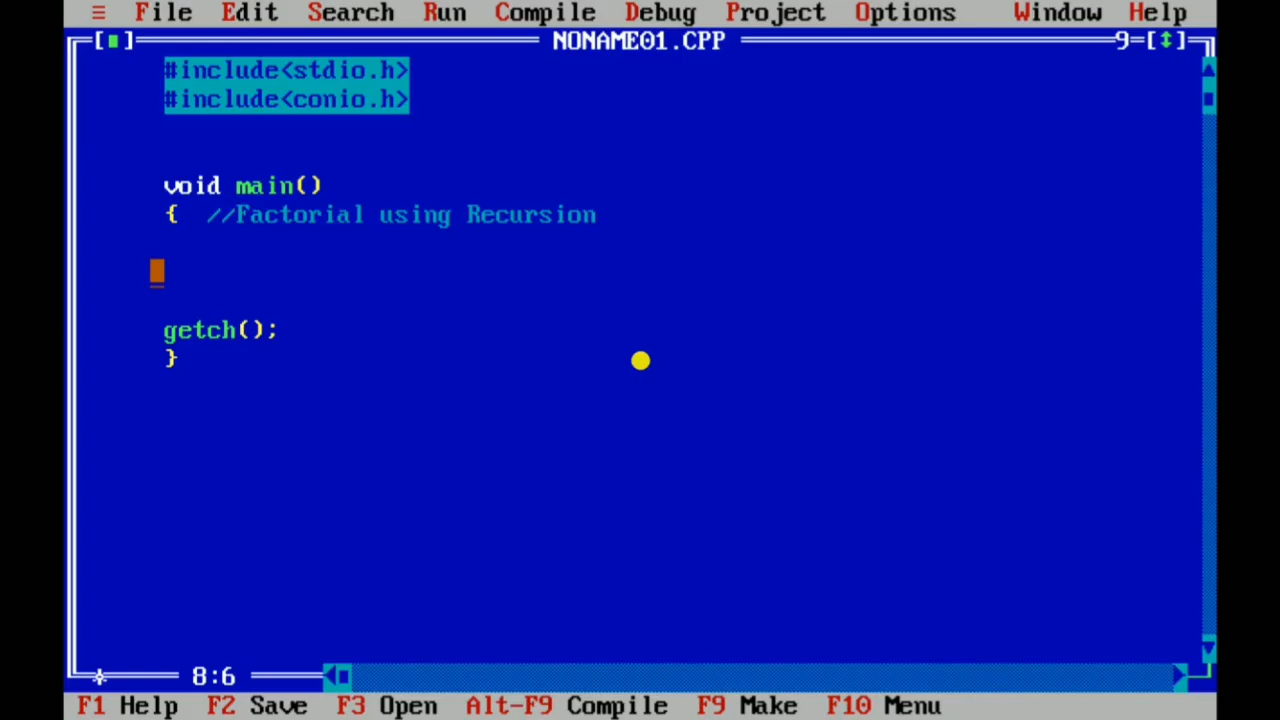 ≡ File Edit Search Run Compile Debug Project Options Window Help
[■] NONAME01.CPP 9=[↕]
#include<stdio.h>
#include<conio.h>
void main()
{ //Factorial using Recursion
getch();
}
8:6
F1 Help F2 Save F3 Open Alt-F9 Compile F9 Make F10 Menu